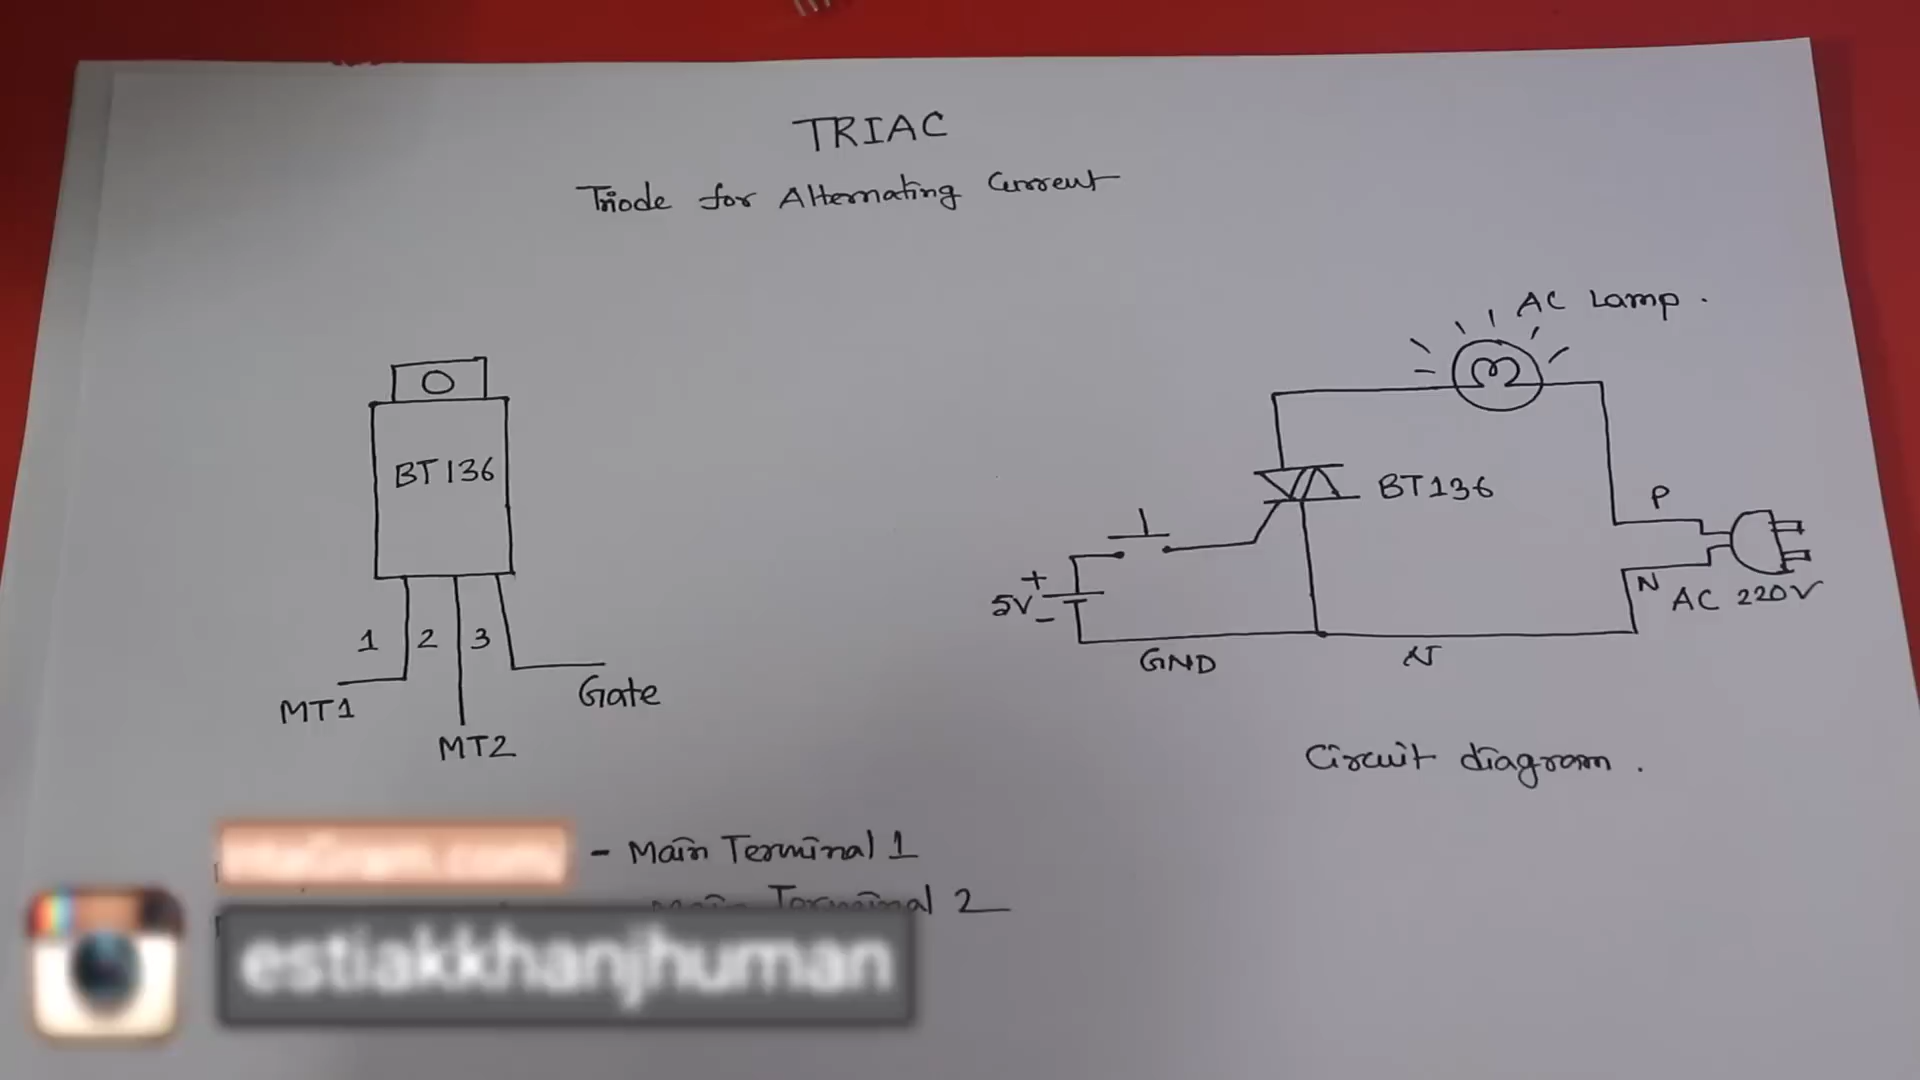 TRIAC
Triode for Alternating Current
AC Lamp.
BT136
BT136
P
N
AC 220V
5V
+
-
GND
N
1 2 3
MT1
MT2
Gate
Circuit diagram.
- Main Terminal 1
Main Terminal 2
estiakkhanjhuman